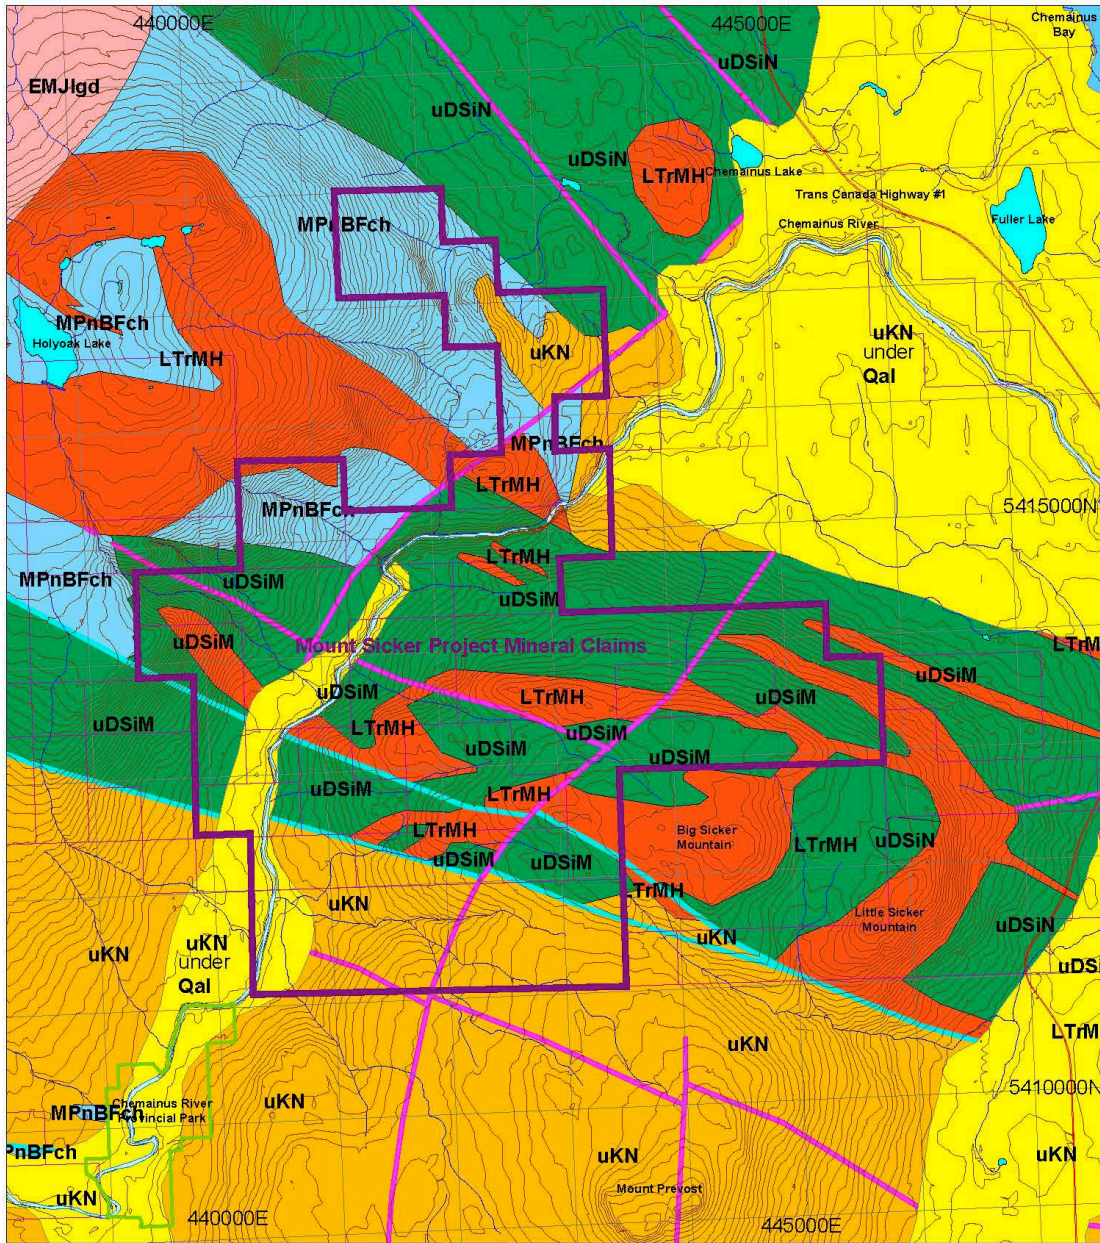 440000E
445000E
Chemainus
Bay
uDSiN
EMJIgd
uDSiN
uDSiN
LTrMH
Chemainus Lake
Trans Canada Highway #1
MPnBFch
Chemainus River
Fuller Lake
MPnBFch
Holyoak Lake
LTrMH
uKN
uKN
under
Qal
MPnBFch
LTrMH
MPnBFch
5415000N
LTrMH
MPnBFch
uDSiM
uDSiM
uDSiM
Mount Sicker Project Mineral Claims
LTrM
uDSiM
uDSiM
LTrMH
uDSiM
uDSiM
LTrMH
uDSiM
uDSiM
uDSiM
uDSiM
LTrMH
LTrMH
Big Sicker
Mountain
LTrMH
uDSiN
uDSiM
uDSiM
LTrMH
uKN
Little Sicker
Mountain
uDSiN
uKN
uKN
uKN
under
Qal
uDSi
LTrM
uKN
5410000N
MPnBFch
Chemainus River
Provincial Park
uKN
PnBFch
uKN
uKN
uKN
Mount Prevost
440000E
445000E